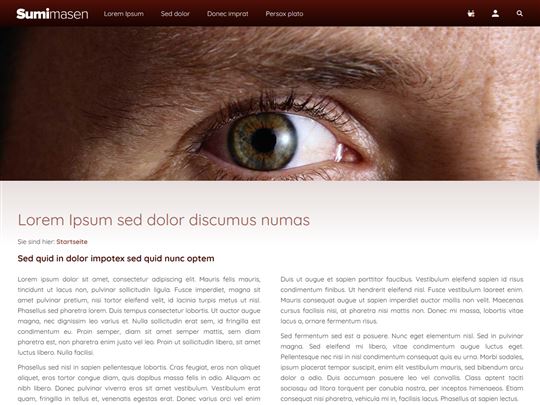 Sumimasen
Lorem Ipsum
Sed dolor
Donec imprat
Persox plato
Lorem Ipsum sed dolor discumus numas
Sie sind hier: Startseite
Sed quid in dolor impotex sed quid nunc optem
Lorem ipsum dolor sit amet, consectetur adipiscing elit. Mauris felis mauris,
tincidunt ut lacus non, pulvinar sollicitudin ligula. Fusce imperdiet, magna sit
amet pulvinar pretium, nisi tortor eleifend velit, id lacinia turpis metus ut nisl.
Phasellus sed pharetra lorem. Duis tempus consectetur lobortis. Ut auctor augue
magna, nec dignissim leo varius et. Nulla sollicitudin erat sem, id fringilla est
condimentum eu. Proin semper, diam sit amet semper mattis, sem diam
pharetra est, non pharetra enim justo vel leo. Proin ut sollicitudin libero, sit amet
luctus libero. Nulla facilisi.
Phasellus sed nisl in sapien pellentesque lobortis. Cras feugiat, eros non aliquet
aliquet, eros tortor congue diam, quis dapibus massa felis in odio. Aliquam ac
nibh libero. Donec pulvinar viverra eros sit amet vestibulum. Vestibulum erat
quam, fringilla in tellus et, venenatis egestas erat. Donec varius ut velit enim
Duis ut augue et sapien porttitor faucibus. Vestibulum eleifend sapien id risus
condimentum finibus. Ut hendrerit eleifend nisl. Fusce vestibulum laoreet enim.
Mauris consequat augue ut sapien imperdiet auctor mollis non velit. Maecenas
cursus facilisis nisi, at pharetra nisi mattis non. Donec mi massa, lobortis vitae
lacus a, ornare fermentum risus.
Sed fermentum sed est a posuere. Nunc eget elementum nisl. Sed in pulvinar
magna. Sed eleifend mi libero, vitae condimentum augue luctus eget.
Pellentesque nec nisi in nisl condimentum consequat quis eu urna. Morbi sodales,
ipsum placerat tempor suscipit, enim elit vestibulum mauris, sed bibendum arcu
dolor a odio. Duis accumsan posuere leo vel convallis. Class aptent taciti
sociosqu ad litora torquent per conubia nostra, per inceptos himenaeos. Etiam
consequat nisi pharetra, vehicula mi in, facilisis lacus. Phasellus at sapien lectus.